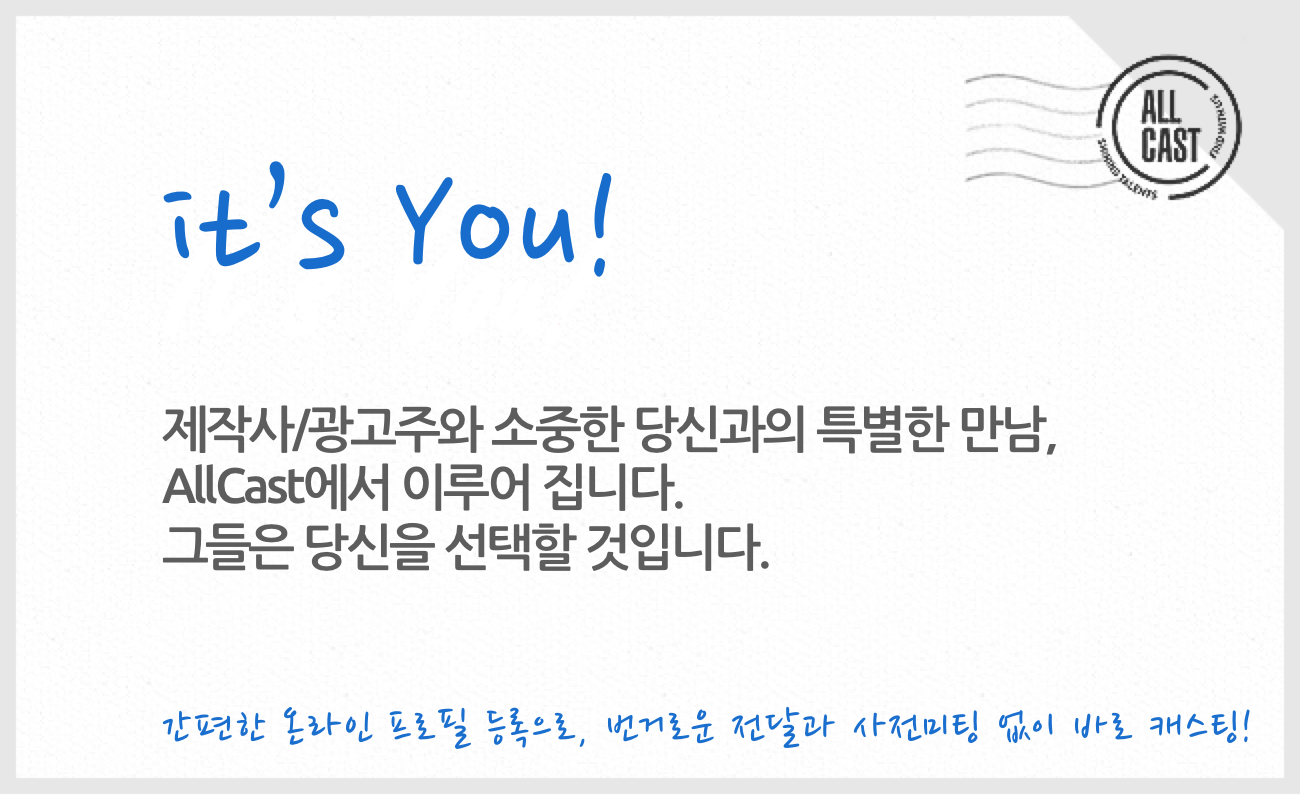 ALL
CAST
SHARING TALENTS
it's You!
제작사/광고주와 소중한 당신과의 특별한 만남,
AllCast에서 이루어 집니다.
그들은 당신을 선택할 것입니다.
간편한 온라인 프로필 등록으로, 번거로운 전달과 사전미팅 없이 바로 캐스팅!